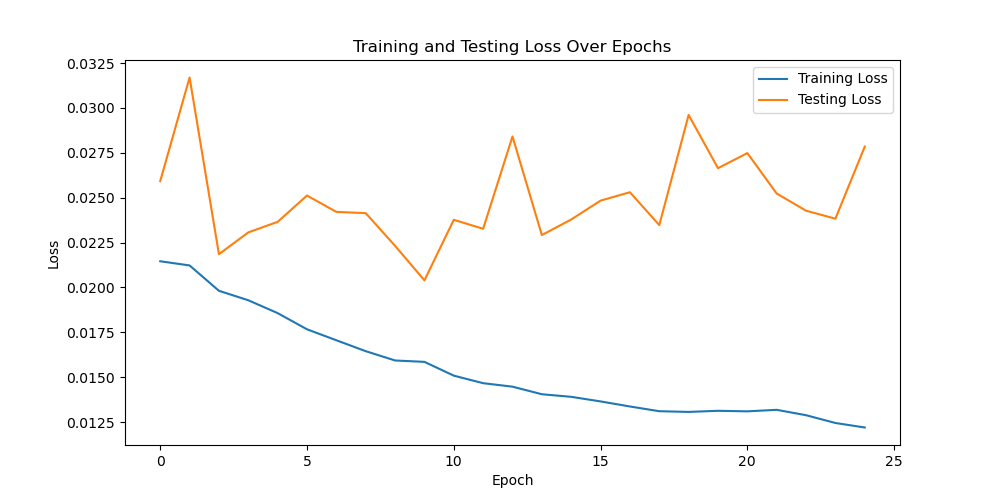 Training and Testing Loss Over Epochs
Training Loss
Testing Loss
Loss
0.0325
0.0300
0.0275
0.0250
0.0225
0.0200
0.0175
0.0150
0.0125
0 5 10 15 20 25
Epoch